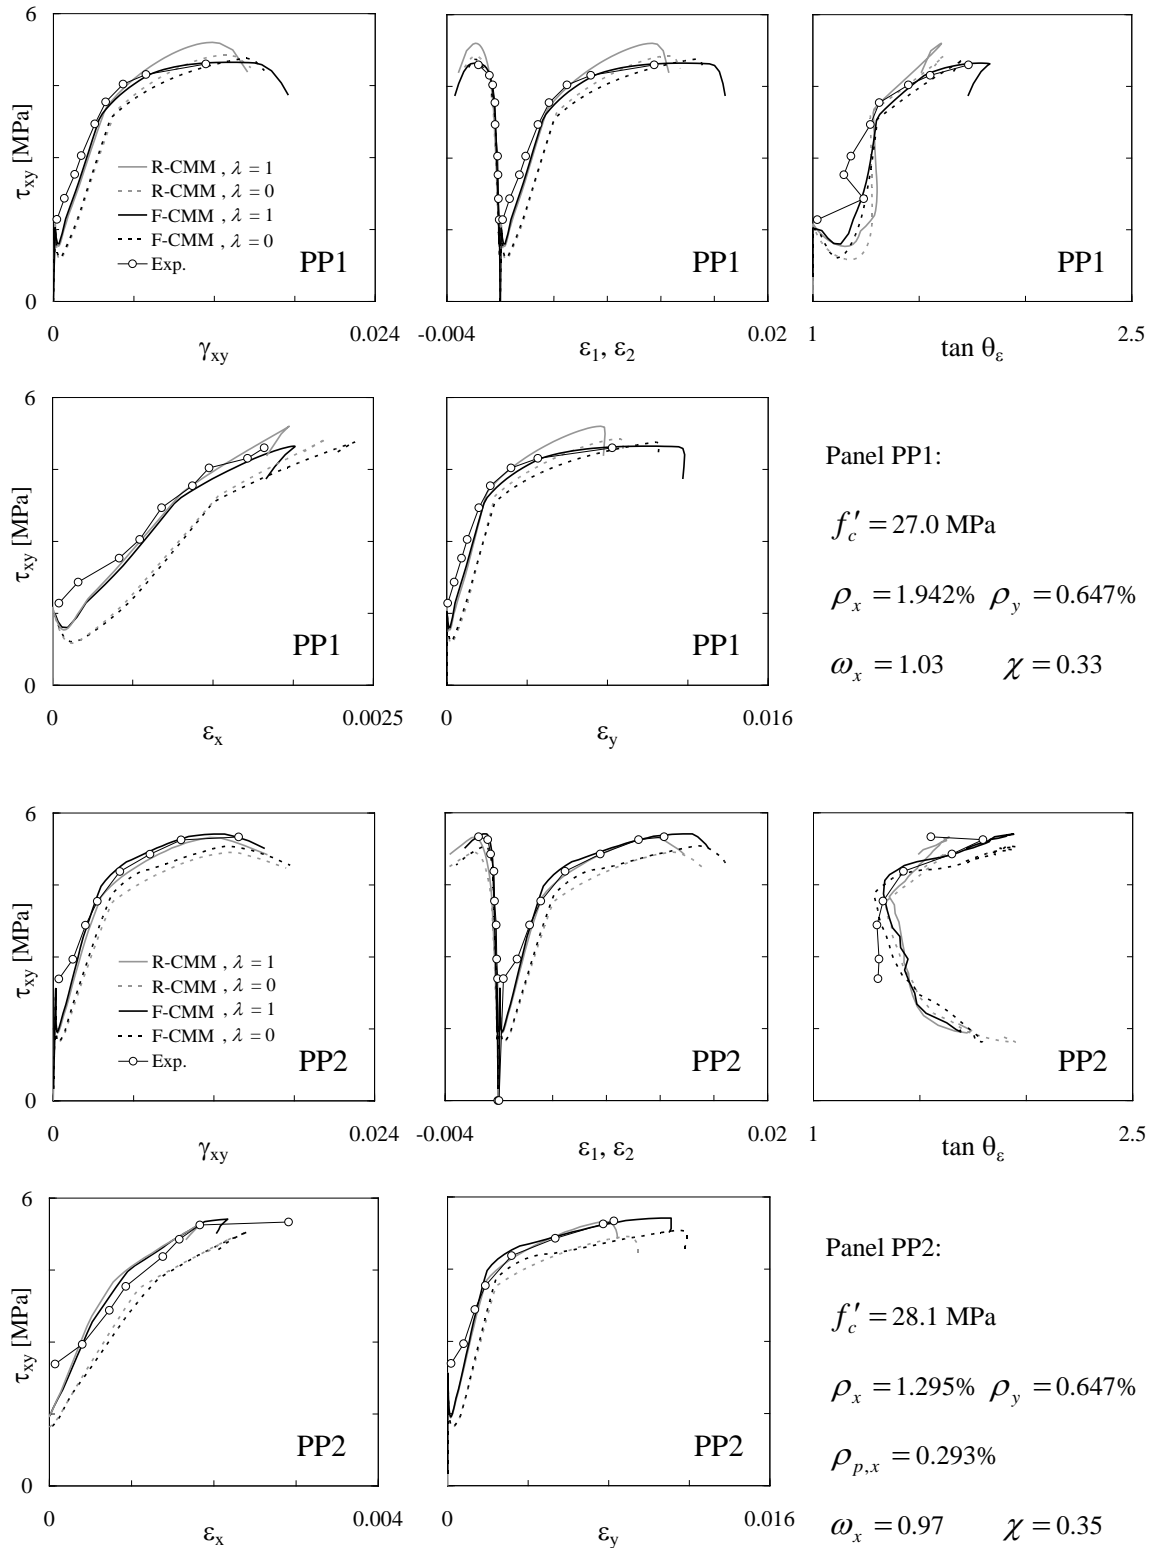 6
τxy [MPa]
R-CMM , λ = 1
R-CMM , λ = 0
F-CMM , λ = 1
F-CMM , λ = 0
Exp.
PP1
PP1
PP1
0
0
0.024
-0.004
0.02
1
2.5
γxy
ε1, ε2
tan θε
6
τxy [MPa]
PP1
PP1
0
0
0.0025
0
0.016
εx
εy
Panel PP1:
f′c = 27.0 MPa
ρx = 1.942% ρy = 0.647%
ωx = 1.03 χ = 0.33
6
τxy [MPa]
R-CMM , λ = 1
R-CMM , λ = 0
F-CMM , λ = 1
F-CMM , λ = 0
Exp.
PP2
PP2
PP2
0
0
0.024
-0.004
0.02
1
2.5
γxy
ε1, ε2
tan θε
6
τxy [MPa]
PP2
PP2
0
0
0.004
0
0.016
εx
εy
Panel PP2:
f′c = 28.1 MPa
ρx = 1.295% ρy = 0.647%
ρp,x = 0.293%
ωx = 0.97 χ = 0.35